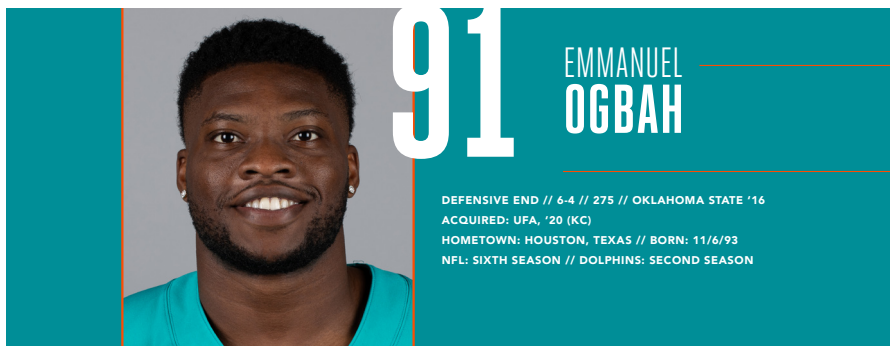 91
EMMANUEL
OGBAH
DEFENSIVE END // 6-4 // 275 // OKLAHOMA STATE ’16
ACQUIRED: UFA, ’20 (KC)
HOMETOWN: HOUSTON, TEXAS // BORN: 11/6/93
NFL: SIXTH SEASON // DOLPHINS: SECOND SEASON